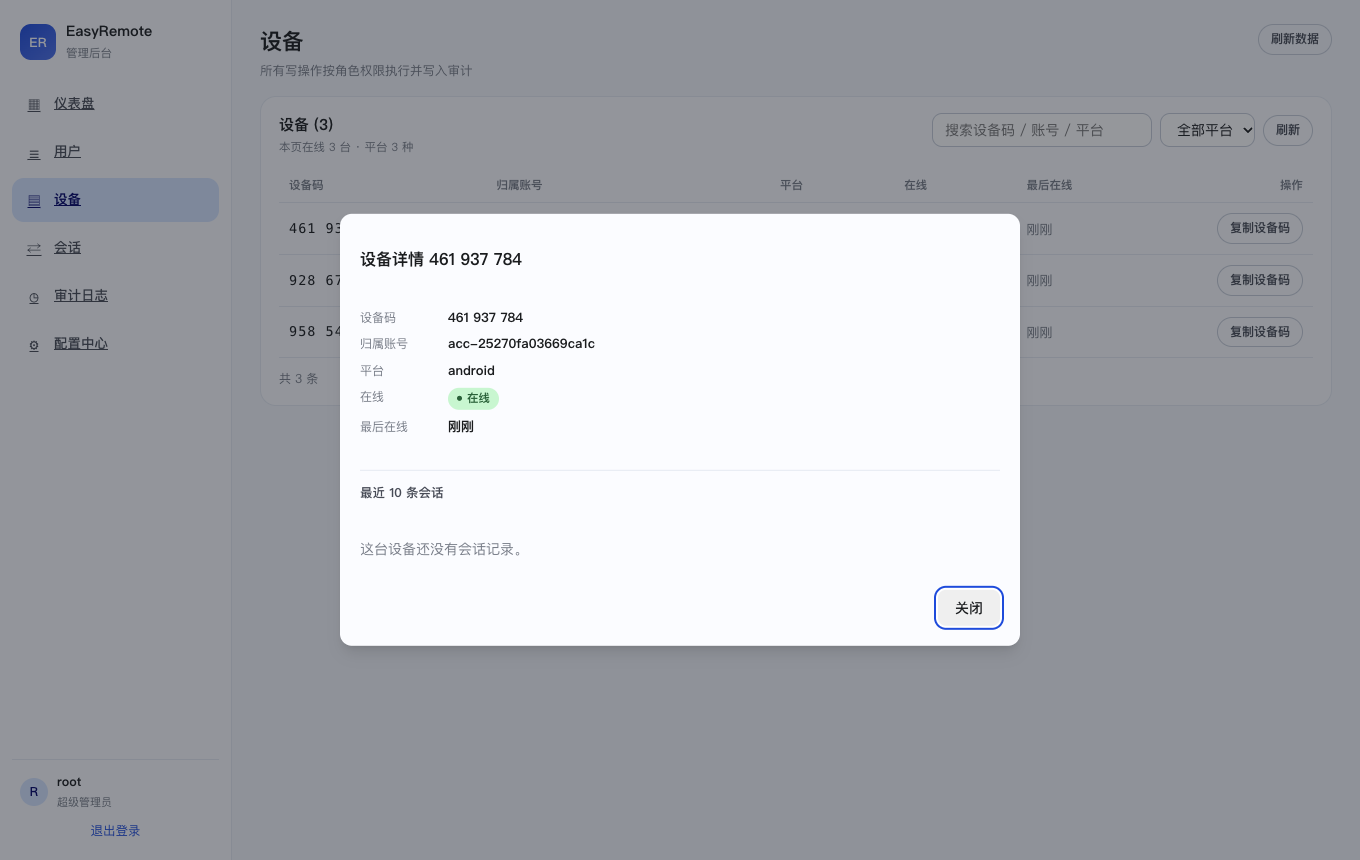 ER
EasyRemote
管理后台
仪表盘
用户
设备
会话
审计日志
配置中心
root
R
超级管理员
退出登录
设备
刷新数据
所有写操作按角色权限执行并写入审计
设备 (3)
本页在线 3 台 · 平台 3 种
搜索设备码 / 账号 / 平台
全部平台
刷新
设备码 归属账号 平台 在线 最后在线 操作
461 93 刚刚 复制设备码
928 67 刚刚 复制设备码
958 54 刚刚 复制设备码
共 3 条
设备详情 461 937 784
设备码 461 937 784
归属账号 acc-25270fa03669ca1c
平台 android
在线 在线
最后在线 刚刚
最近 10 条会话
这台设备还没有会话记录。
关闭